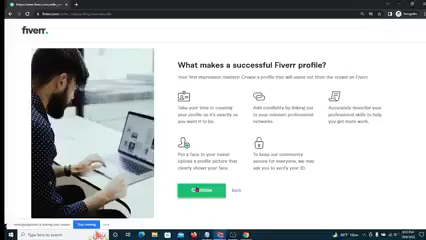 fiverr.
What makes a successful Fiverr profile?
Your first impression matters! Create a profile that will stand out from the crowd on Fiverr.
Take your time in creating
your profile so it's exactly as
you want it to be.
Add credibility by linking out
to your relevant professional
networks.
Accurately describe your
professional skills to help
you get more work.
Put a face to your name!
Upload a profile picture that
clearly shows your face.
To keep our community
secure for everyone, we may
ask you to verify your ID.
Continue
Back
Stop sharing
Type here to search